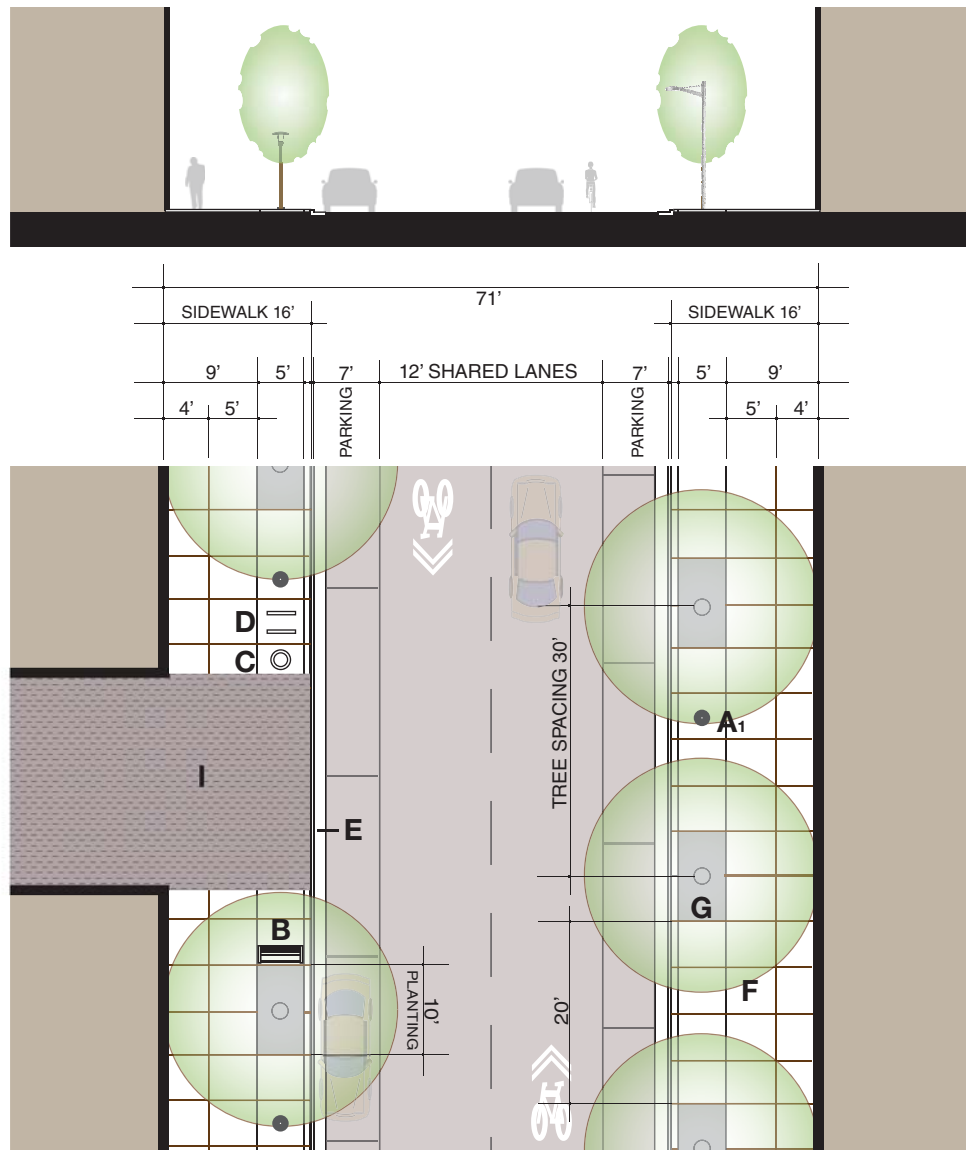 71’
SIDEWALK 16’
SIDEWALK 16’
9’
5’
7’
12’ SHARED LANES
7’
5’
9’
4’
5’
PARKING
PARKING
5’
4’
D
C
TREE SPACING 30’
A1
I
E
G
B
F
10’
PLANTING
20’